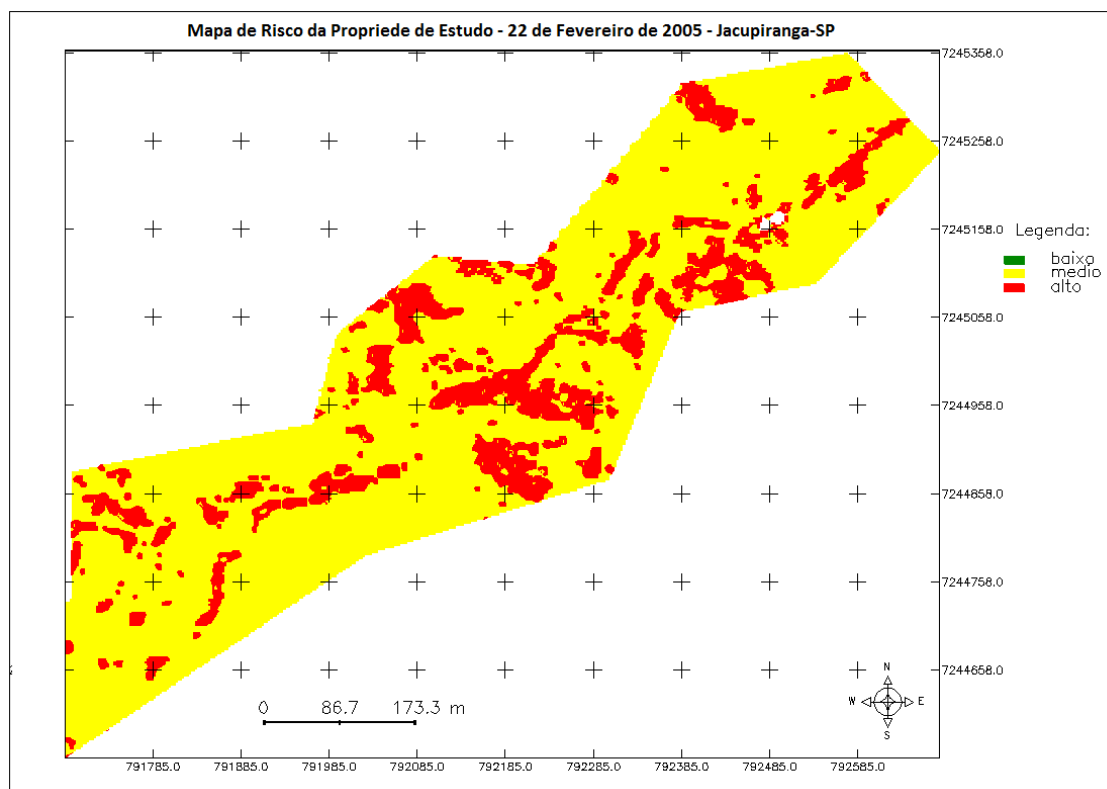 Mapa de Risco da Propriede de Estudo - 22 de Fevereiro de 2005 - Jacupiranga-SP
7245358.0
7245258.0
7245158.0
7245058.0
7244958.0
7244858.0
7244758.0
7244658.0
Legenda:
baixo
medio
alto
N
W E
S
0 86.7 173.3 m
791785.0 791885.0 791985.0 792085.0 792185.0 792285.0 792385.0 792485.0 792585.0